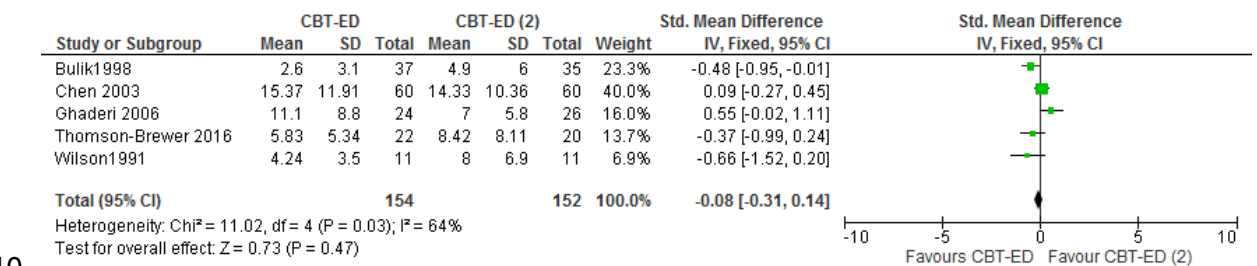 CBT-ED CBT-ED (2) Std. Mean Difference Std. Mean Difference
Study or Subgroup Mean SD Total Mean SD Total Weight IV, Fixed, 95% CI IV, Fixed, 95% CI
Bulik1998 2.6 3.1 37 4.9 6 35 23.3% -0.48 [-0.95, -0.01]
Chen 2003 15.37 11.91 60 14.33 10.36 60 40.0% 0.09 [-0.27, 0.45]
Ghaderi 2006 11.1 8.8 24 7 5.8 26 16.0% 0.55 [-0.02, 1.11]
Thomson-Brewer 2016 5.83 5.34 22 8.42 8.11 20 13.7% -0.37 [-0.99, 0.24]
Wilson1991 4.24 3.5 11 8 6.9 11 6.9% -0.66 [-1.52, 0.20]
Total (95% CI) 154 152 100.0% -0.08 [-0.31, 0.14]
Heterogeneity: Chi² = 11.02, df = 4 (P = 0.03); I² = 64%
Test for overall effect: Z = 0.73 (P = 0.47)
-10 -5 0 5 10
Favours CBT-ED Favour CBT-ED (2)